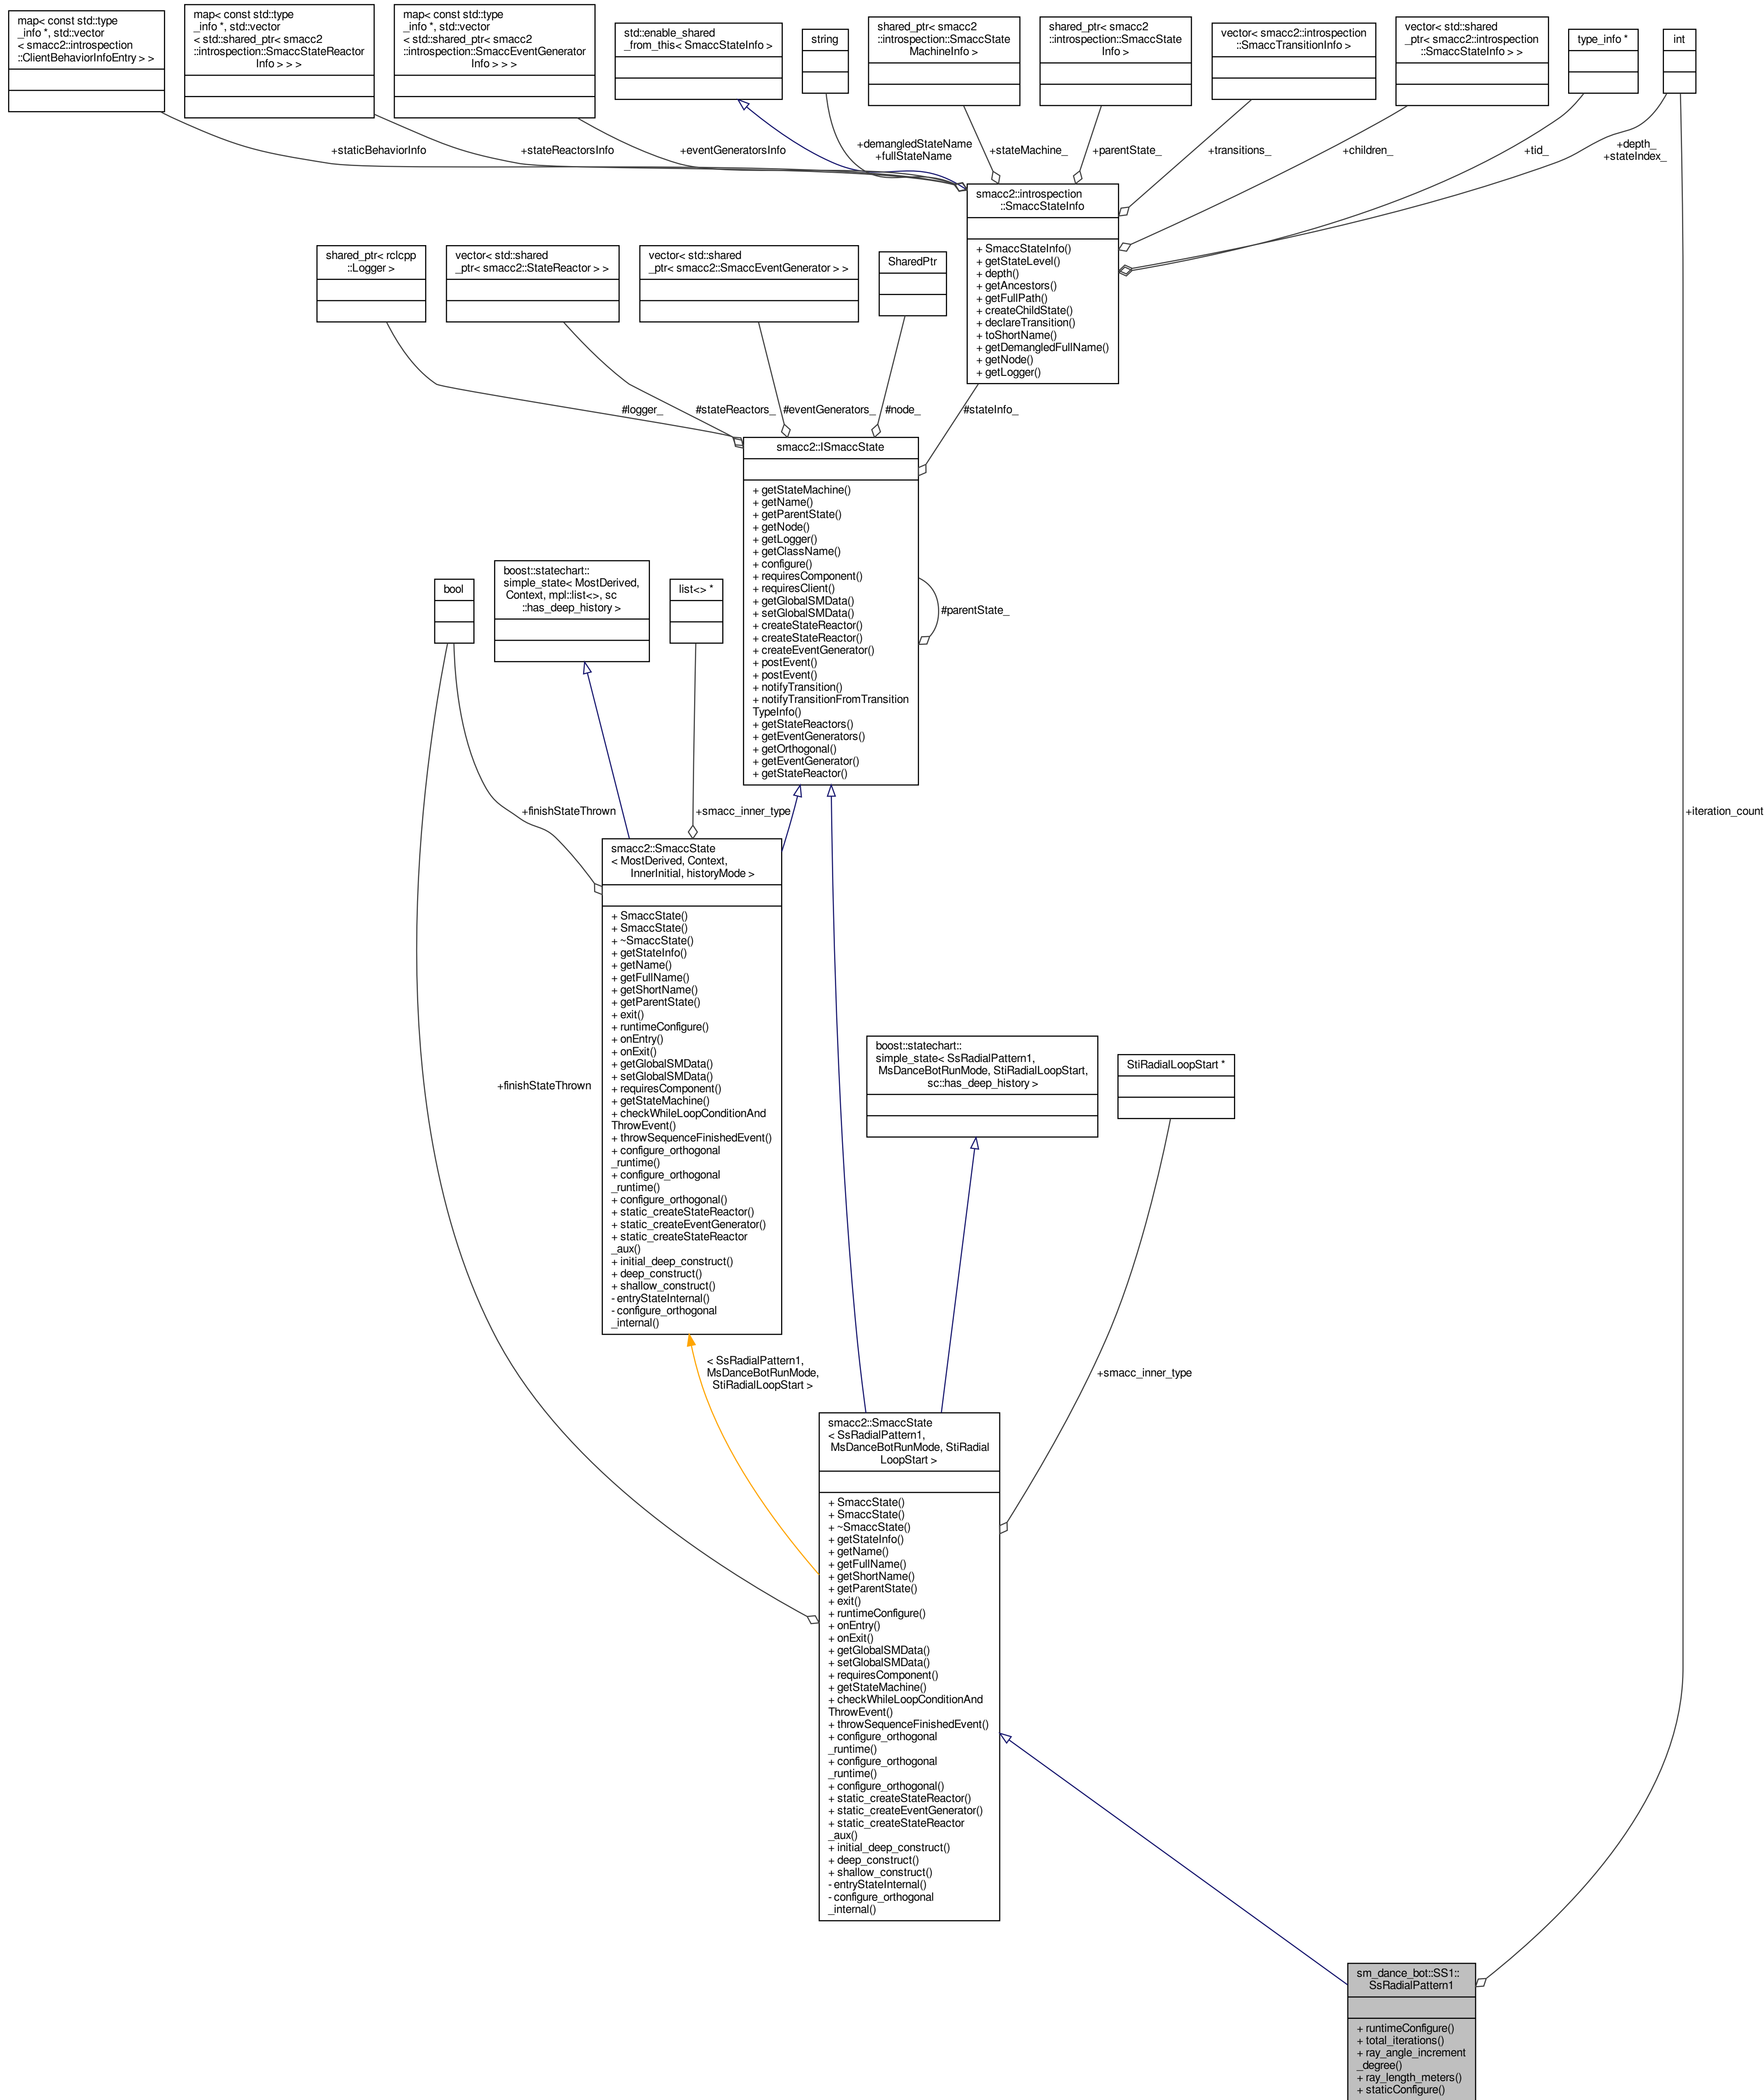 map< const std::type
_info *, std::vector
< smacc2::introspection
::ClientBehaviorInfoEntry > >
map< const std::type
_info *, std::vector
< std::shared_ptr< smacc2
::introspection::SmaccStateReactor
Info > > >
map< const std::type
_info *, std::vector
< std::shared_ptr< smacc2
::introspection::SmaccEventGenerator
Info > > >
std::enable_shared
_from_this< SmaccStateInfo >
string
shared_ptr< smacc2
::introspection::SmaccState
MachineInfo >
shared_ptr< smacc2
::introspection::SmaccState
Info >
vector< smacc2::introspection
::SmaccTransitionInfo >
vector< std::shared
_ptr< smacc2::introspection
::SmaccStateInfo > >
type_info *
int
+staticBehaviorInfo
+stateReactorsInfo
+eventGeneratorsInfo
+demangledStateName
+fullStateName
+stateMachine_
+parentState_
+transitions_
+children_
+tid_
+depth_
+stateIndex_
smacc2::introspection
::SmaccStateInfo
+ SmaccStateInfo()
+ getStateLevel()
+ depth()
+ getAncestors()
+ getFullPath()
+ createChildState()
+ declareTransition()
+ toShortName()
+ getDemangledFullName()
+ getNode()
+ getLogger()
shared_ptr< rclcpp
::Logger >
vector< std::shared
_ptr< smacc2::StateReactor > >
vector< std::shared
_ptr< smacc2::SmaccEventGenerator > >
SharedPtr
#logger_
#stateReactors_
#eventGenerators_
#node_
#stateInfo_
smacc2::ISmaccState
+ getStateMachine()
+ getName()
+ getParentState()
+ getNode()
+ getLogger()
+ getClassName()
+ configure()
+ requiresComponent()
+ requiresClient()
+ getGlobalSMData()
+ setGlobalSMData()
+ createStateReactor()
+ createStateReactor()
+ createEventGenerator()
+ postEvent()
+ postEvent()
+ notifyTransition()
+ notifyTransitionFromTransition
TypeInfo()
+ getStateReactors()
+ getEventGenerators()
+ getOrthogonal()
+ getEventGenerator()
+ getStateReactor()
#parentState_
bool
boost::statechart::
simple_state< MostDerived,
Context, mpl::list<>, sc
::has_deep_history >
list<> *
+finishStateThrown
+smacc_inner_type
+iteration_count
smacc2::SmaccState
< MostDerived, Context,
InnerInitial, historyMode >
+ SmaccState()
+ SmaccState()
+ ~SmaccState()
+ getStateInfo()
+ getName()
+ getFullName()
+ getShortName()
+ getParentState()
+ exit()
+ runtimeConfigure()
+ onEntry()
+ onExit()
+ getGlobalSMData()
+ setGlobalSMData()
+ requiresComponent()
+ getStateMachine()
+ checkWhileLoopConditionAnd
ThrowEvent()
+ throwSequenceFinishedEvent()
+ configure_orthogonal
_runtime()
+ configure_orthogonal
_runtime()
+ configure_orthogonal()
+ static_createStateReactor()
+ static_createEventGenerator()
+ static_createStateReactor
_aux()
+ initial_deep_construct()
+ deep_construct()
+ shallow_construct()
- entryStateInternal()
- configure_orthogonal
_internal()
+finishStateThrown
boost::statechart::
simple_state< SsRadialPattern1,
MsDanceBotRunMode, StiRadialLoopStart,
sc::has_deep_history >
StiRadialLoopStart *
< SsRadialPattern1,
MsDanceBotRunMode,
StiRadialLoopStart >
+smacc_inner_type
smacc2::SmaccState
< SsRadialPattern1,
MsDanceBotRunMode, StiRadial
LoopStart >
+ SmaccState()
+ SmaccState()
+ ~SmaccState()
+ getStateInfo()
+ getName()
+ getFullName()
+ getShortName()
+ getParentState()
+ exit()
+ runtimeConfigure()
+ onEntry()
+ onExit()
+ getGlobalSMData()
+ setGlobalSMData()
+ requiresComponent()
+ getStateMachine()
+ checkWhileLoopConditionAnd
ThrowEvent()
+ throwSequenceFinishedEvent()
+ configure_orthogonal
_runtime()
+ configure_orthogonal
_runtime()
+ configure_orthogonal()
+ static_createStateReactor()
+ static_createEventGenerator()
+ static_createStateReactor
_aux()
+ initial_deep_construct()
+ deep_construct()
+ shallow_construct()
- entryStateInternal()
- configure_orthogonal
_internal()
sm_dance_bot::SS1::
SsRadialPattern1
+ runtimeConfigure()
+ total_iterations()
+ ray_angle_increment
_degree()
+ ray_length_meters()
+ staticConfigure()